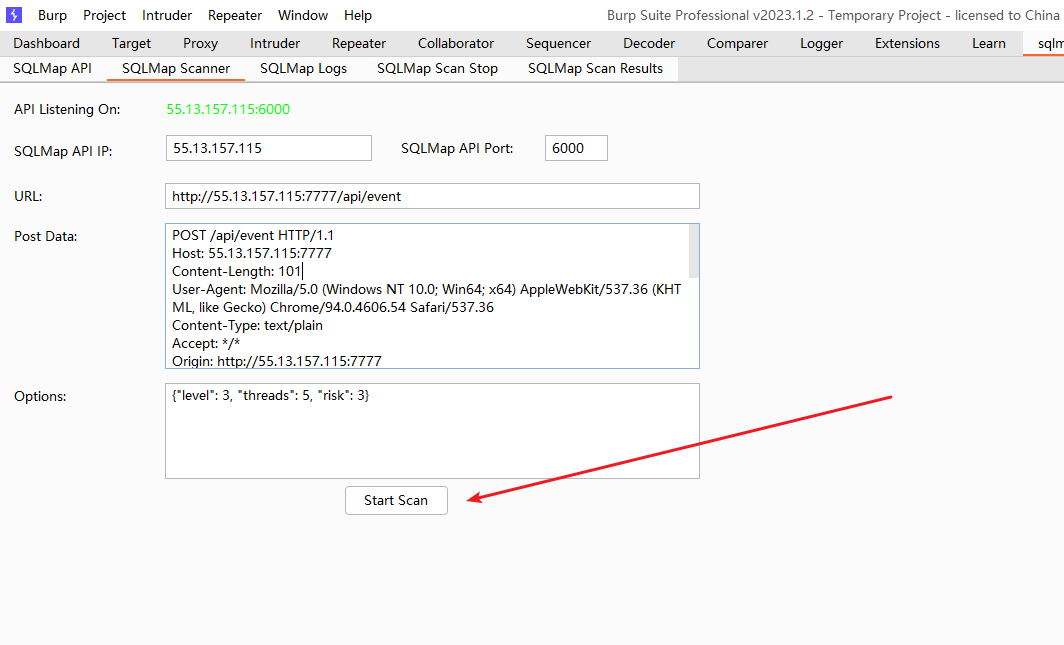 Burp Project Intruder Repeater Window Help Burp Suite Professional v2023.1.2 - Temporary Project - licensed to China
Dashboard Target Proxy Intruder Repeater Collaborator Sequencer Decoder Comparer Logger Extensions Learn sqlm
SQLMap API SQLMap Scanner SQLMap Logs SQLMap Scan Stop SQLMap Scan Results
API Listening On: 55.13.157.115:6000
SQLMap API IP: 55.13.157.115 SQLMap API Port: 6000
URL: http://55.13.157.115:7777/api/event
Post Data: POST /api/event HTTP/1.1
Host: 55.13.157.115:7777
Content-Length: 101
User-Agent: Mozilla/5.0 (Windows NT 10.0; Win64; x64) AppleWebKit/537.36 (KHT
ML, like Gecko) Chrome/94.0.4606.54 Safari/537.36
Content-Type: text/plain
Accept: */*
Origin: http://55.13.157.115:7777
Options: {"level": 3, "threads": 5, "risk": 3}
Start Scan